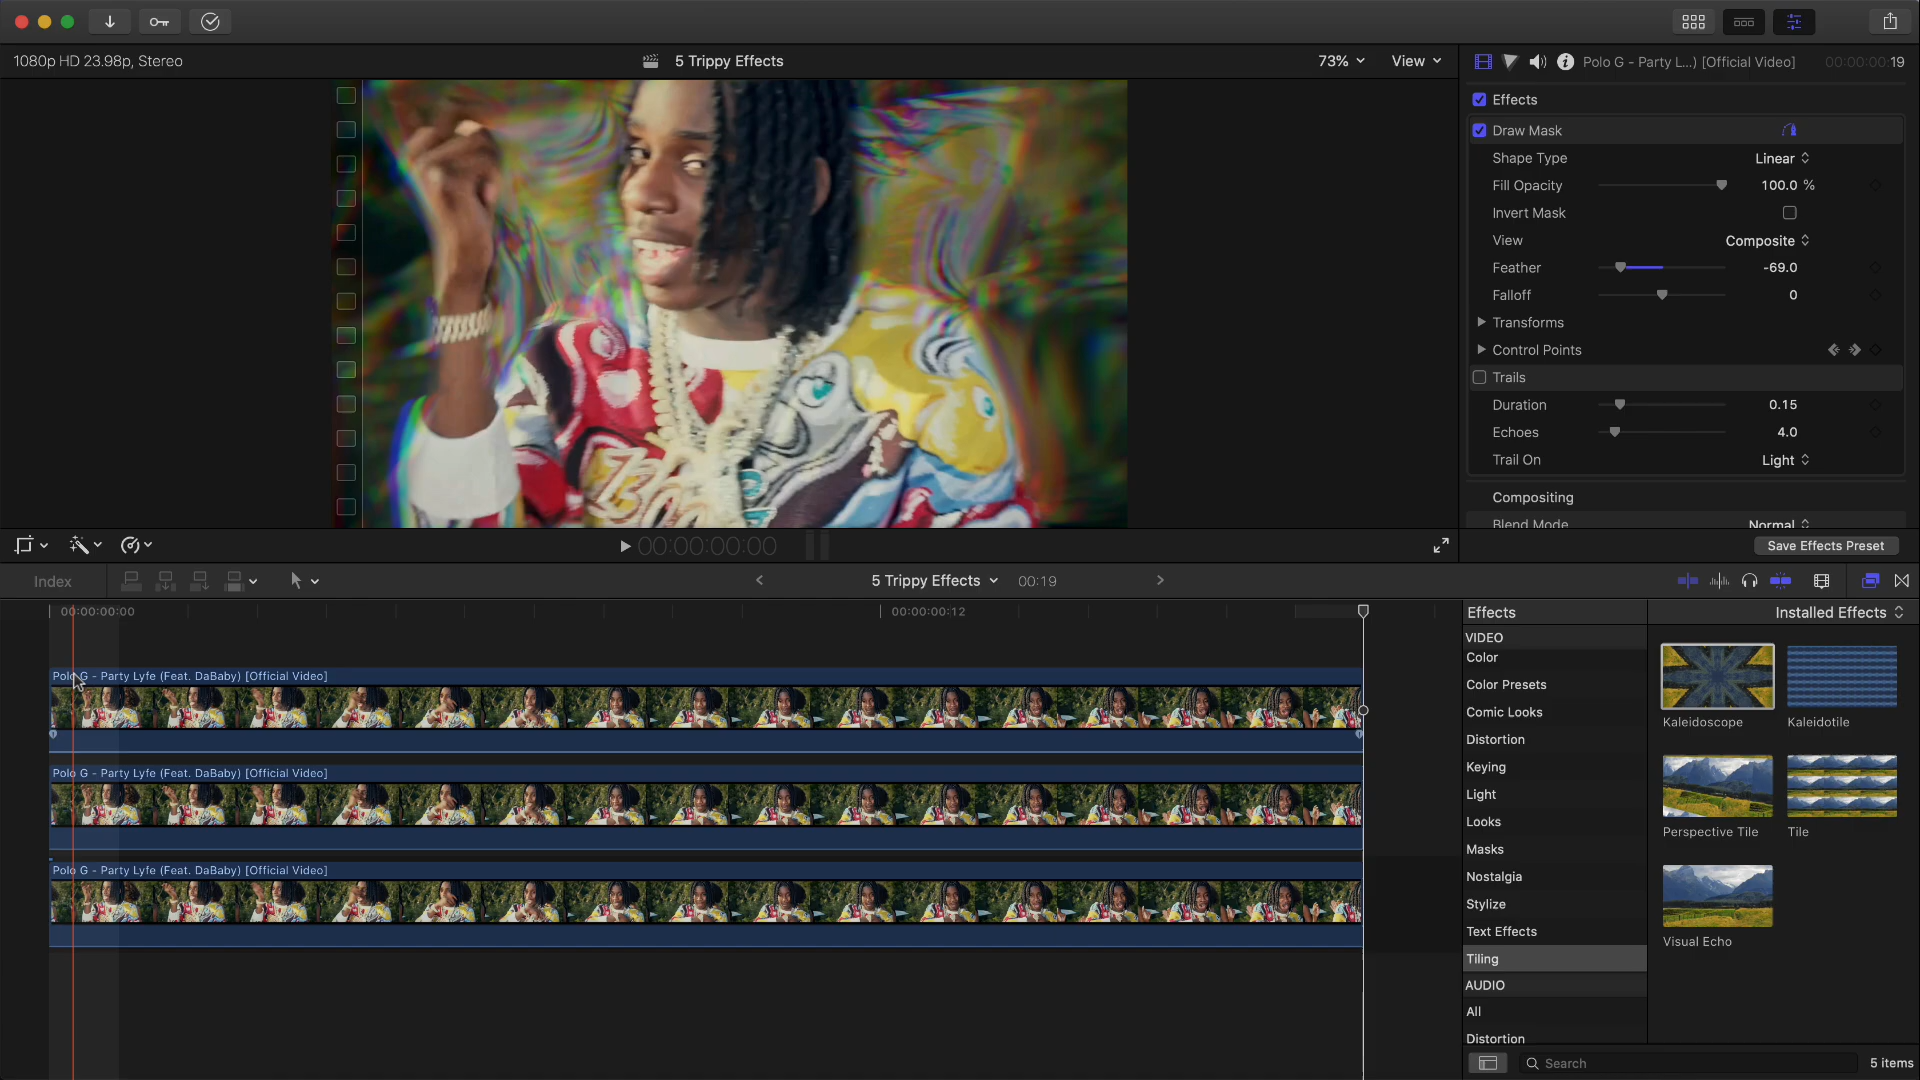 1080p HD 23.98p, Stereo
5 Trippy Effects
73%
View
Polo G - Party L...) [Official Video]
00:00:00:19
Effects
Draw Mask
Shape Type
Linear
Fill Opacity
100.0 %
Invert Mask
View
Composite
Feather
-69.0
Falloff
0
Transforms
Control Points
Trails
Duration
0.15
Echoes
4.0
Trail On
Light
Compositing
Blend Mode
Normal
00:00:00:00
Save Effects Preset
Index
5 Trippy Effects
00:19
00:00:00:00
00:00:00:12
Polo G - Party Lyfe (Feat. DaBaby) [Official Video]
Polo G - Party Lyfe (Feat. DaBaby) [Official Video]
Polo G - Party Lyfe (Feat. DaBaby) [Official Video]
Effects
Installed Effects
VIDEO
Color
Color Presets
Comic Looks
Distortion
Keying
Light
Looks
Masks
Nostalgia
Stylize
Text Effects
Tiling
AUDIO
All
Distortion
Kaleidoscope
Kaleidotile
Perspective Tile
Tile
Visual Echo
Search
5 items